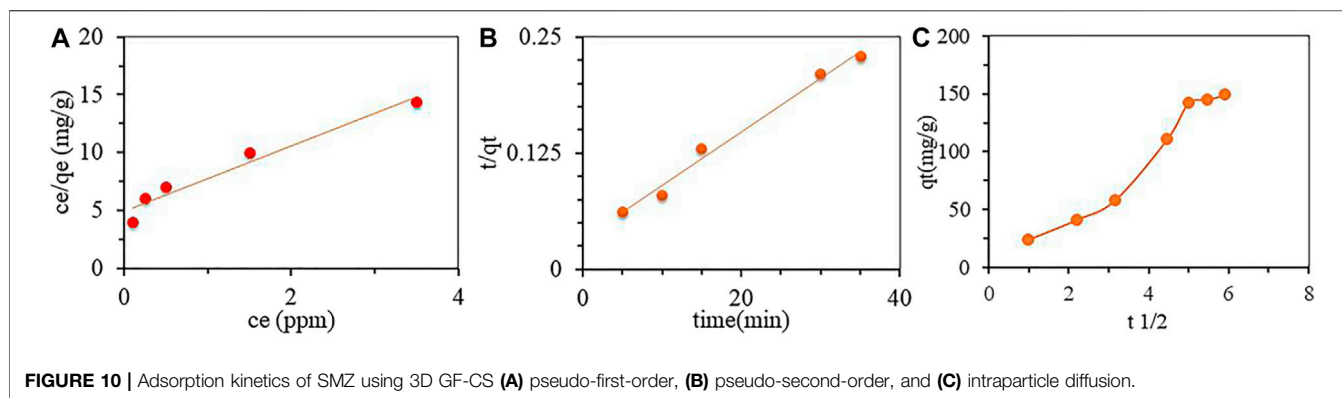 A
20
15
10
5
0
ce/qe (mg/g)
0 2 4
ce (ppm)
B
0.25
0.125
0
t/qt
0 20 40
time(min)
C
200
150
100
50
0
qt(mg/g)
0 2 4 6 8
t 1/2
FIGURE 10 | Adsorption kinetics of SMZ using 3D GF-CS (A) pseudo-first-order, (B) pseudo-second-order, and (C) intraparticle diffusion.